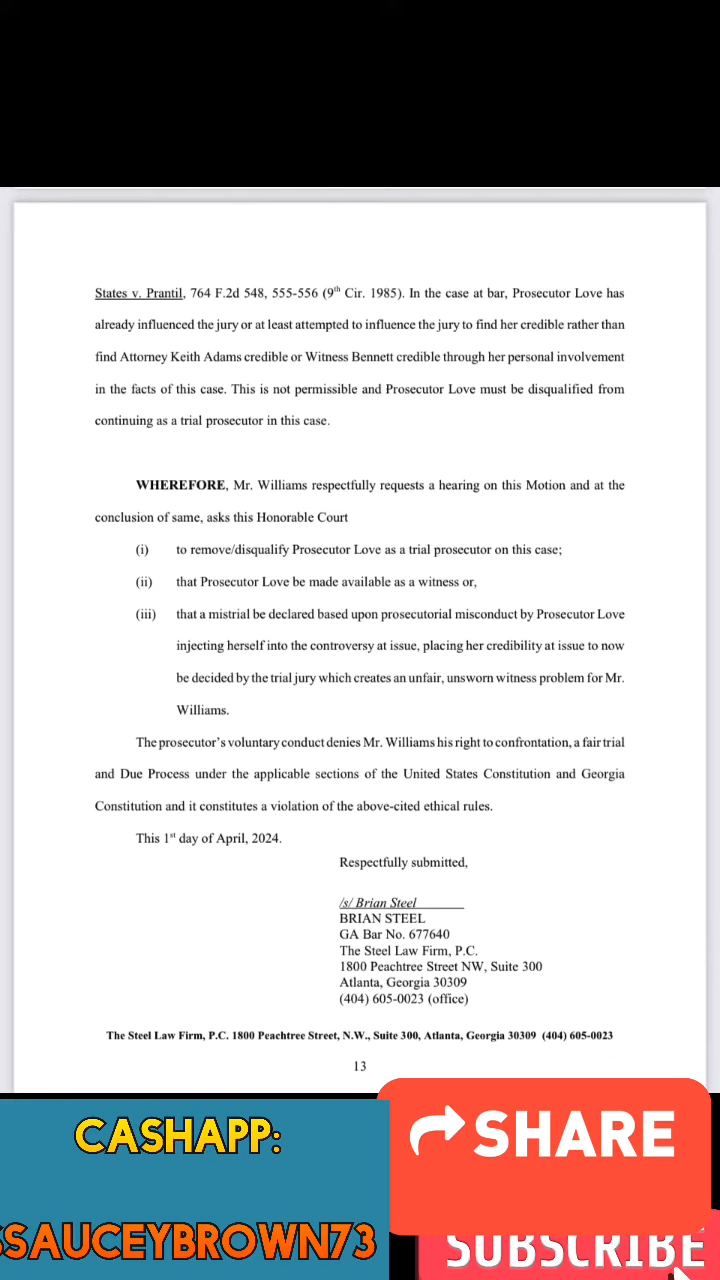 States v. Prantil, 764 F.2d 548, 555-556 (9th Cir. 1985). In the case at bar, Prosecutor Love has
already influenced the jury or at least attempted to influence the jury to find her credible rather than
find Attorney Keith Adams credible or Witness Bennett credible through her personal involvement
in the facts of this case. This is not permissible and Prosecutor Love must be disqualified from
continuing as a trial prosecutor in this case.
WHEREFORE, Mr. Williams respectfully requests a hearing on this Motion and at the
conclusion of same, asks this Honorable Court
(i) to remove/disqualify Prosecutor Love as a trial prosecutor on this case;
(ii) that Prosecutor Love be made available as a witness or,
(iii) that a mistrial be declared based upon prosecutorial misconduct by Prosecutor Love
injecting herself into the controversy at issue, placing her credibility at issue to now
be decided by the trial jury which creates an unfair, unsworn witness problem for Mr.
Williams.
The prosecutor's voluntary conduct denies Mr. Williams his right to confrontation, a fair trial
and Due Process under the applicable sections of the United States Constitution and Georgia
Constitution and it constitutes a violation of the above-cited ethical rules.
This 1st day of April, 2024.
Respectfully submitted,
/s/ Brian Steel
BRIAN STEEL
GA Bar No. 677640
The Steel Law Firm, P.C.
1800 Peachtree Street NW, Suite 300
Atlanta, Georgia 30309
(404) 605-0023 (office)
The Steel Law Firm, P.C. 1800 Peachtree Street, N.W., Suite 300, Atlanta, Georgia 30309 (404) 605-0023
13
CASHAPP:
SHARE
$SAUCEYBROWN73
SUBSCRIBE